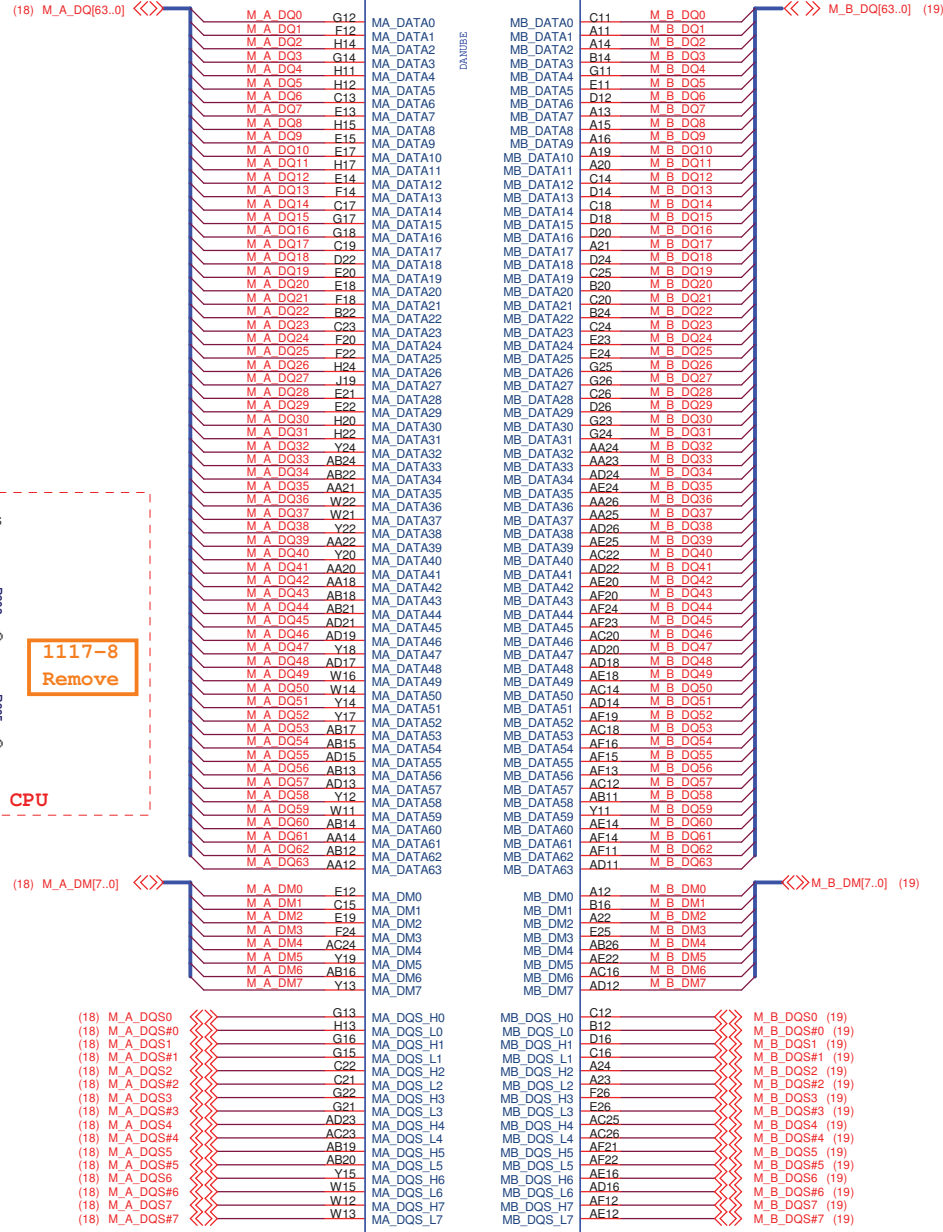 (18) M_A_DQ[63..0] M_B_DQ[63..0] (19)
DANUBE
M_A_DQ0 G12 MA_DATA0 MB_DATA0 C11 M_B_DQ0
M_A_DQ1 F12 MA_DATA1 MB_DATA1 A11 M_B_DQ1
M_A_DQ2 H14 MA_DATA2 MB_DATA2 A14 M_B_DQ2
M_A_DQ3 G14 MA_DATA3 MB_DATA3 B14 M_B_DQ3
M_A_DQ4 H11 MA_DATA4 MB_DATA4 G11 M_B_DQ4
M_A_DQ5 H12 MA_DATA5 MB_DATA5 E11 M_B_DQ5
M_A_DQ6 C13 MA_DATA6 MB_DATA6 D12 M_B_DQ6
M_A_DQ7 E13 MA_DATA7 MB_DATA7 A13 M_B_DQ7
M_A_DQ8 H15 MA_DATA8 MB_DATA8 A15 M_B_DQ8
M_A_DQ9 E15 MA_DATA9 MB_DATA9 A16 M_B_DQ9
M_A_DQ10 E17 MA_DATA10 MB_DATA10 A19 M_B_DQ10
M_A_DQ11 H17 MA_DATA11 MB_DATA11 A20 M_B_DQ11
M_A_DQ12 E14 MA_DATA12 MB_DATA12 C14 M_B_DQ12
M_A_DQ13 F14 MA_DATA13 MB_DATA13 D14 M_B_DQ13
M_A_DQ14 C17 MA_DATA14 MB_DATA14 C18 M_B_DQ14
M_A_DQ15 G17 MA_DATA15 MB_DATA15 D18 M_B_DQ15
M_A_DQ16 G18 MA_DATA16 MB_DATA16 D20 M_B_DQ16
M_A_DQ17 C19 MA_DATA17 MB_DATA17 A21 M_B_DQ17
M_A_DQ18 D22 MA_DATA18 MB_DATA18 D24 M_B_DQ18
M_A_DQ19 E20 MA_DATA19 MB_DATA19 C25 M_B_DQ19
M_A_DQ20 E18 MA_DATA20 MB_DATA20 B20 M_B_DQ20
M_A_DQ21 F18 MA_DATA21 MB_DATA21 C20 M_B_DQ21
M_A_DQ22 B22 MA_DATA22 MB_DATA22 B24 M_B_DQ22
M_A_DQ23 C23 MA_DATA23 MB_DATA23 C24 M_B_DQ23
M_A_DQ24 F20 MA_DATA24 MB_DATA24 E23 M_B_DQ24
M_A_DQ25 F22 MA_DATA25 MB_DATA25 E24 M_B_DQ25
M_A_DQ26 H24 MA_DATA26 MB_DATA26 G25 M_B_DQ26
M_A_DQ27 J19 MA_DATA27 MB_DATA27 G26 M_B_DQ27
M_A_DQ28 E21 MA_DATA28 MB_DATA28 C26 M_B_DQ28
M_A_DQ29 E22 MA_DATA29 MB_DATA29 D26 M_B_DQ29
M_A_DQ30 H20 MA_DATA30 MB_DATA30 G23 M_B_DQ30
M_A_DQ31 H22 MA_DATA31 MB_DATA31 G24 M_B_DQ31
M_A_DQ32 Y24 MA_DATA32 MB_DATA32 AA24 M_B_DQ32
M_A_DQ33 AB24 MA_DATA33 MB_DATA33 AA23 M_B_DQ33
M_A_DQ34 AB22 MA_DATA34 MB_DATA34 AD24 M_B_DQ34
M_A_DQ35 AA21 MA_DATA35 MB_DATA35 AE24 M_B_DQ35
M_A_DQ36 W22 MA_DATA36 MB_DATA36 AA26 M_B_DQ36
M_A_DQ37 W21 MA_DATA37 MB_DATA37 AA25 M_B_DQ37
M_A_DQ38 Y22 MA_DATA38 MB_DATA38 AD26 M_B_DQ38
M_A_DQ39 AA22 MA_DATA39 MB_DATA39 AE25 M_B_DQ39
M_A_DQ40 Y20 MA_DATA40 MB_DATA40 AC22 M_B_DQ40
M_A_DQ41 AA20 MA_DATA41 MB_DATA41 AD22 M_B_DQ41
M_A_DQ42 AA18 MA_DATA42 MB_DATA42 AE20 M_B_DQ42
M_A_DQ43 AB18 MA_DATA43 MB_DATA43 AF20 M_B_DQ43
M_A_DQ44 AB21 MA_DATA44 MB_DATA44 AF24 M_B_DQ44
M_A_DQ45 AD21 MA_DATA45 MB_DATA45 AF23 M_B_DQ45
M_A_DQ46 AD19 MA_DATA46 MB_DATA46 AC20 M_B_DQ46
M_A_DQ47 Y18 MA_DATA47 MB_DATA47 AD20 M_B_DQ47
M_A_DQ48 AD17 MA_DATA48 MB_DATA48 AD18 M_B_DQ48
M_A_DQ49 W16 MA_DATA49 MB_DATA49 AE18 M_B_DQ49
M_A_DQ50 W14 MA_DATA50 MB_DATA50 AC14 M_B_DQ50
M_A_DQ51 Y14 MA_DATA51 MB_DATA51 AD14 M_B_DQ51
M_A_DQ52 Y17 MA_DATA52 MB_DATA52 AF19 M_B_DQ52
M_A_DQ53 AB17 MA_DATA53 MB_DATA53 AC18 M_B_DQ53
M_A_DQ54 AB15 MA_DATA54 MB_DATA54 AF16 M_B_DQ54
M_A_DQ55 AD15 MA_DATA55 MB_DATA55 AF15 M_B_DQ55
M_A_DQ56 AB13 MA_DATA56 MB_DATA56 AF13 M_B_DQ56
M_A_DQ57 AD13 MA_DATA57 MB_DATA57 AC12 M_B_DQ57
M_A_DQ58 Y12 MA_DATA58 MB_DATA58 AB11 M_B_DQ58
M_A_DQ59 W11 MA_DATA59 MB_DATA59 Y11 M_B_DQ59
M_A_DQ60 AB14 MA_DATA60 MB_DATA60 AE14 M_B_DQ60
M_A_DQ61 AA14 MA_DATA61 MB_DATA61 AF14 M_B_DQ61
M_A_DQ62 AB12 MA_DATA62 MB_DATA62 AF11 M_B_DQ62
M_A_DQ63 AA12 MA_DATA63 MB_DATA63 AD11 M_B_DQ63
1117-8
Remove
CPU
(18) M_A_DM[7..0] M_B_DM[7..0] (19)
M_A_DM0 E12 MA_DM0 MB_DM0 A12 M_B_DM0
M_A_DM1 C15 MA_DM1 MB_DM1 B16 M_B_DM1
M_A_DM2 E19 MA_DM2 MB_DM2 A22 M_B_DM2
M_A_DM3 F24 MA_DM3 MB_DM3 E25 M_B_DM3
M_A_DM4 AC24 MA_DM4 MB_DM4 AB26 M_B_DM4
M_A_DM5 Y19 MA_DM5 MB_DM5 AE22 M_B_DM5
M_A_DM6 AB16 MA_DM6 MB_DM6 AC16 M_B_DM6
M_A_DM7 Y13 MA_DM7 MB_DM7 AD12 M_B_DM7
(18) M_A_DQS0 G13 MA_DQS_H0 MB_DQS_H0 C12 M_B_DQS0 (19)
(18) M_A_DQS#0 H13 MA_DQS_L0 MB_DQS_L0 B12 M_B_DQS#0 (19)
(18) M_A_DQS1 G16 MA_DQS_H1 MB_DQS_H1 D16 M_B_DQS1 (19)
(18) M_A_DQS#1 G15 MA_DQS_L1 MB_DQS_L1 C16 M_B_DQS#1 (19)
(18) M_A_DQS2 C22 MA_DQS_H2 MB_DQS_H2 A24 M_B_DQS2 (19)
(18) M_A_DQS#2 C21 MA_DQS_L2 MB_DQS_L2 A23 M_B_DQS#2 (19)
(18) M_A_DQS3 G22 MA_DQS_H3 MB_DQS_H3 F26 M_B_DQS3 (19)
(18) M_A_DQS#3 G21 MA_DQS_L3 MB_DQS_L3 E26 M_B_DQS#3 (19)
(18) M_A_DQS4 AD23 MA_DQS_H4 MB_DQS_H4 AC25 M_B_DQS4 (19)
(18) M_A_DQS#4 AC23 MA_DQS_L4 MB_DQS_L4 AC26 M_B_DQS#4 (19)
(18) M_A_DQS5 AB19 MA_DQS_H5 MB_DQS_H5 AF21 M_B_DQS5 (19)
(18) M_A_DQS#5 AB20 MA_DQS_L5 MB_DQS_L5 AF22 M_B_DQS#5 (19)
(18) M_A_DQS6 Y15 MA_DQS_H6 MB_DQS_H6 AE16 M_B_DQS6 (19)
(18) M_A_DQS#6 W15 MA_DQS_L6 MB_DQS_L6 AD16 M_B_DQS#6 (19)
(18) M_A_DQS7 W12 MA_DQS_H7 MB_DQS_H7 AF12 M_B_DQS7 (19)
(18) M_A_DQS#7 W13 MA_DQS_L7 MB_DQS_L7 AE12 M_B_DQS#7 (19)